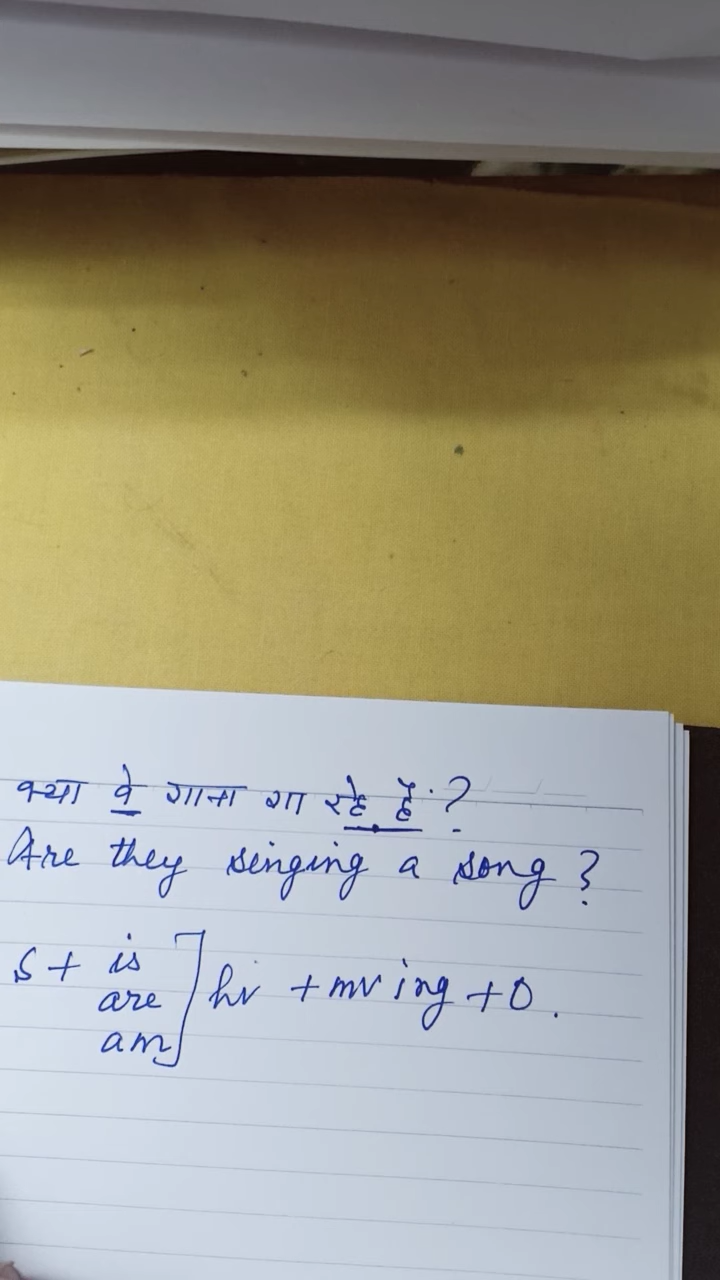 क्या वे गाना गा रहे हैं ?
Are they singing a song ?
S + is ] hv + mv ing + O .
are
am